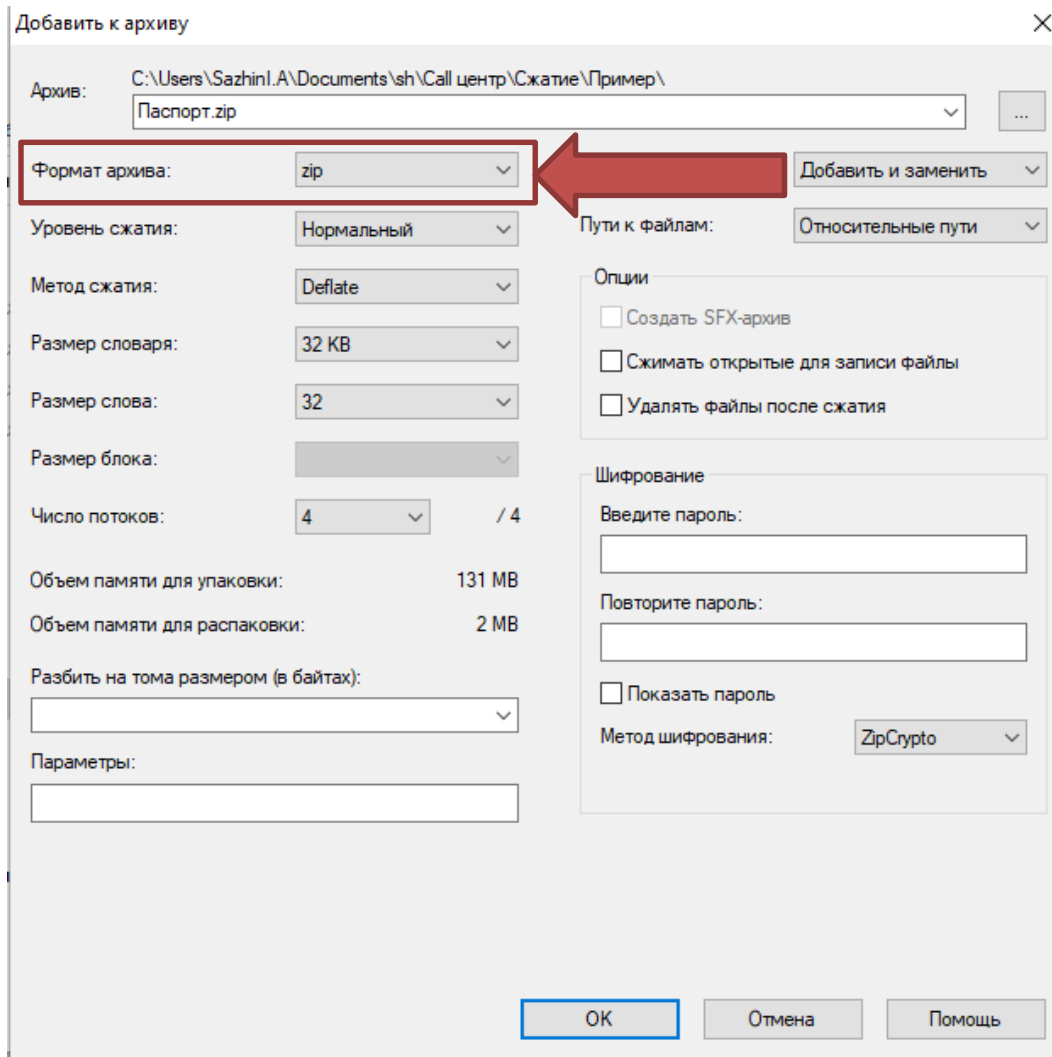 Добавить к архиву
Архив:
C:\Users\SazhinI.A\Documents\sh\Call центр\Сжатие\Пример\
Паспорт.zip
...
Формат архива:
zip
Добавить и заменить
Уровень сжатия:
Нормальный
Пути к файлам:
Относительные пути
Метод сжатия:
Deflate
Размер словаря:
32 KB
Размер слова:
32
Размер блока:
Число потоков:
4
/ 4
Объем памяти для упаковки:
131 MB
Объем памяти для распаковки:
2 MB
Разбить на тома размером (в байтах):
Параметры:
Опции
Создать SFX-архив
Сжимать открытые для записи файлы
Удалять файлы после сжатия
Шифрование
Введите пароль:
Повторите пароль:
Показать пароль
Метод шифрования:
ZipCrypto
OK
Отмена
Помощь